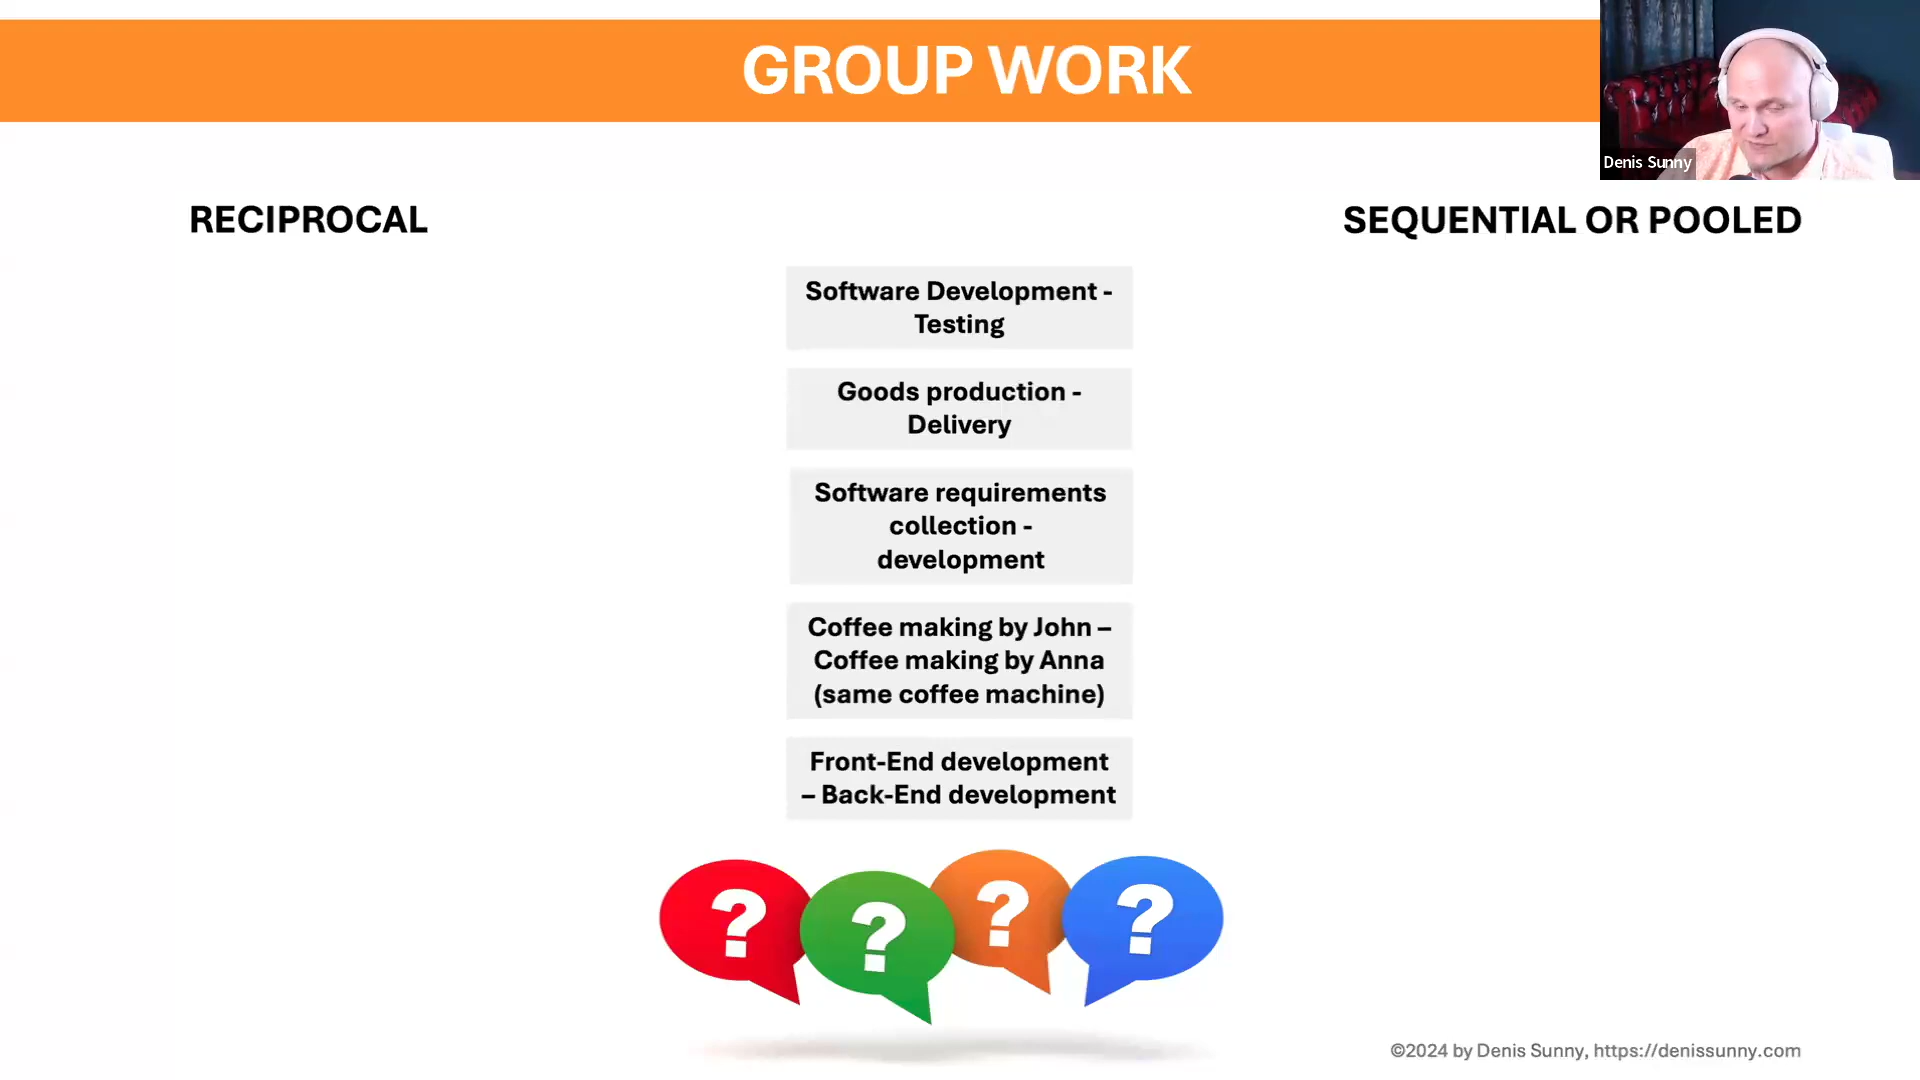 GROUP WORK
Denis Sunny
RECIPROCAL
SEQUENTIAL OR POOLED
Software Development -
Testing
Goods production -
Delivery
Software requirements
collection -
development
Coffee making by John –
Coffee making by Anna
(same coffee machine)
Front-End development
– Back-End development
? ? ? ?
©2024 by Denis Sunny, https://denissunny.com